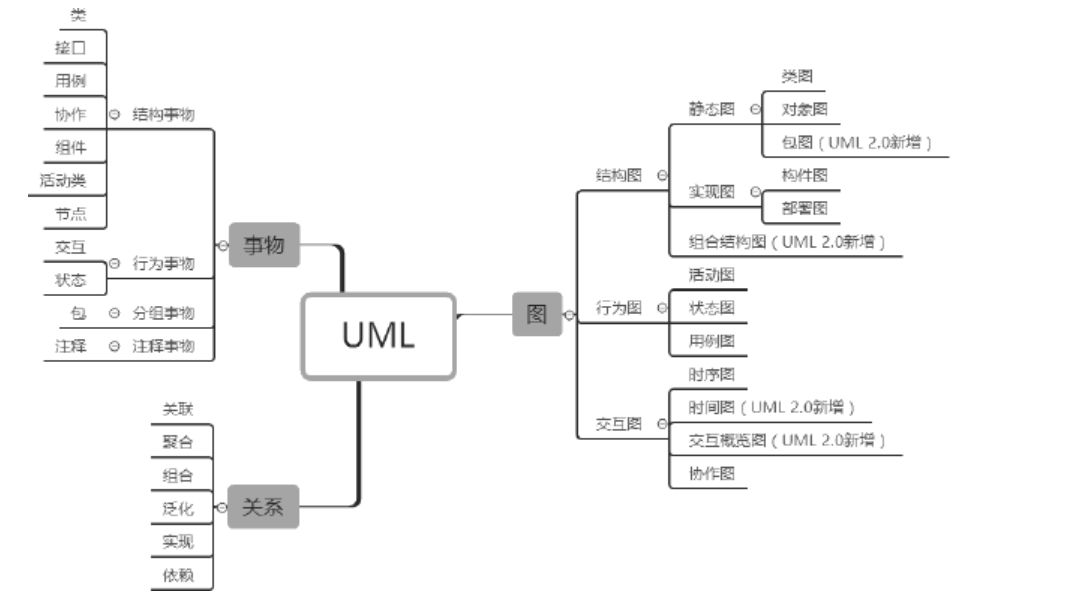 UML
事物
结构事物
类
接口
用例
协作
组件
活动类
节点
行为事物
交互
状态
分组事物
包
注释事物
注释
关系
关联
聚合
组合
泛化
实现
依赖
图
结构图
静态图
类图
对象图
包图（UML 2.0新增）
实现图
构件图
部署图
组合结构图（UML 2.0新增）
行为图
活动图
状态图
用例图
交互图
时序图
时间图（UML 2.0新增）
交互概览图（UML 2.0新增）
协作图